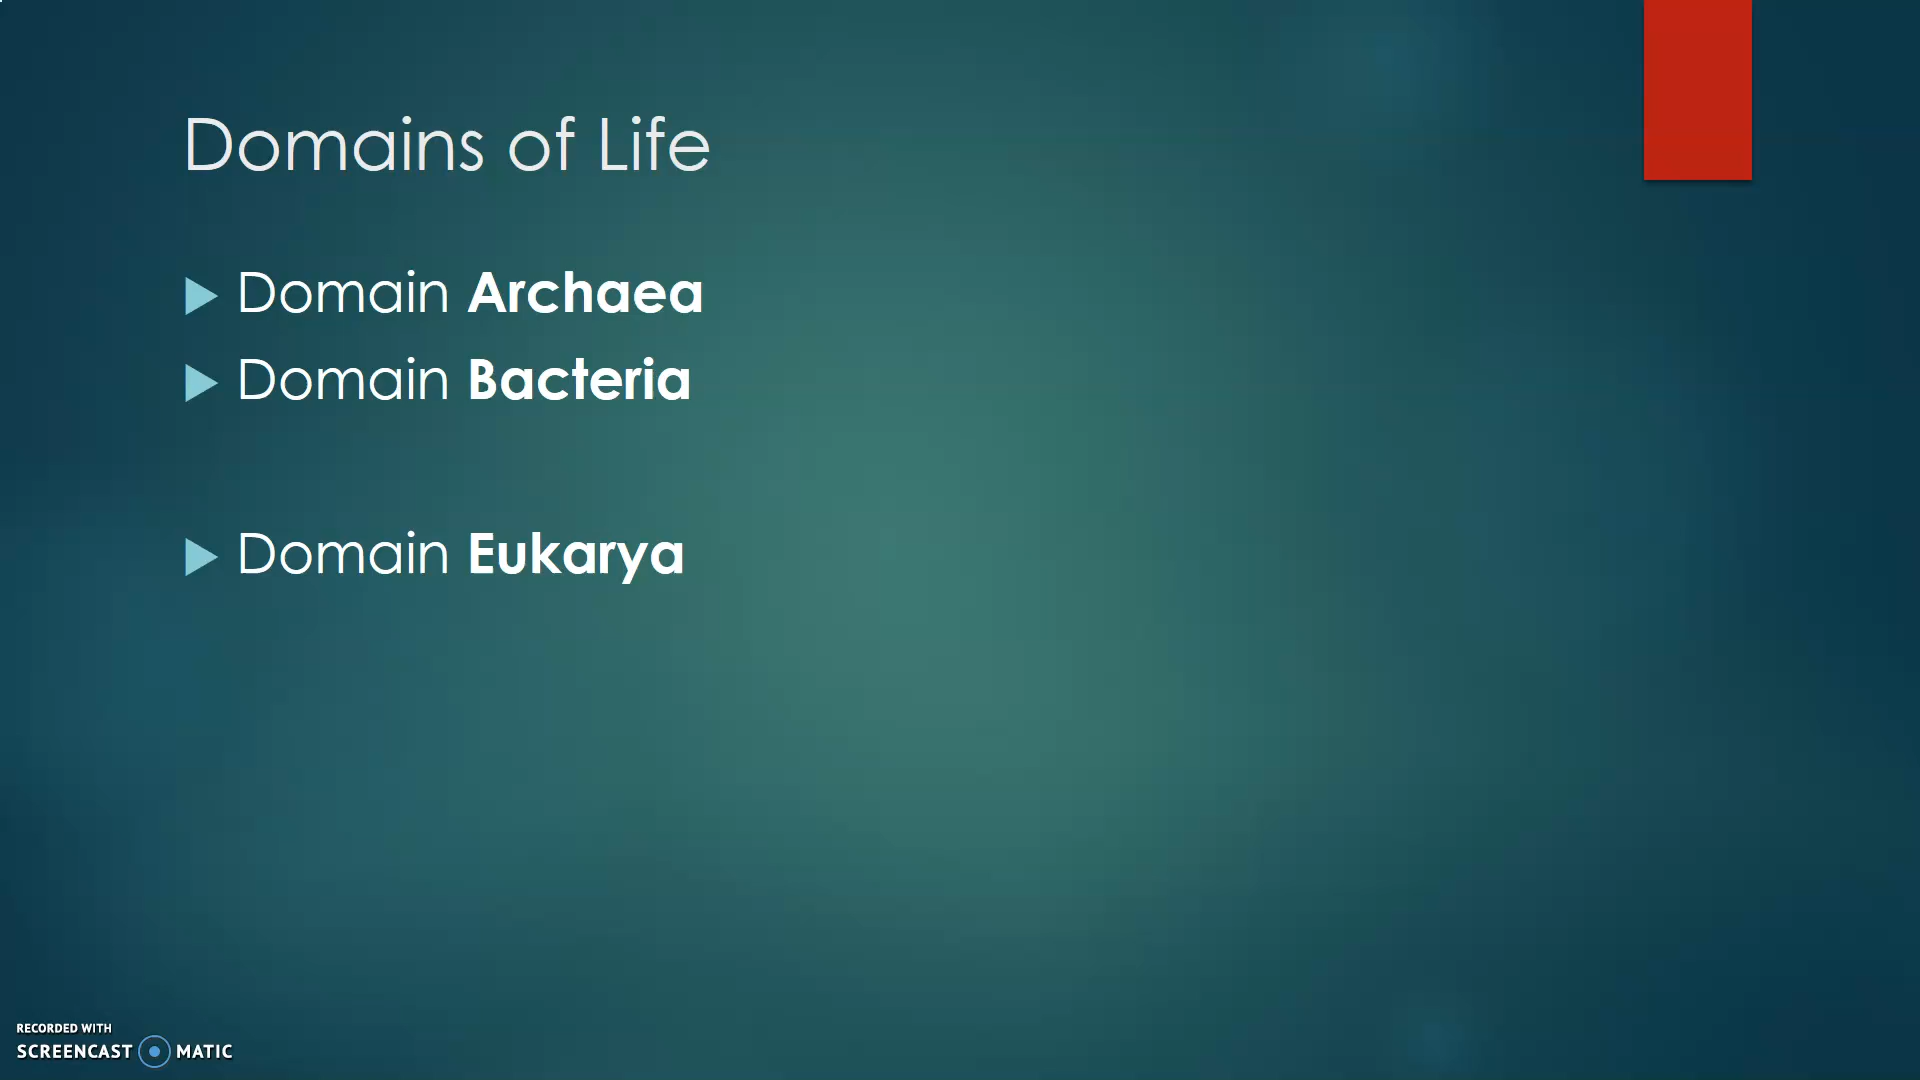 Domains of Life
Domain Archaea
Domain Bacteria
Domain Eukarya
RECORDED WITH
SCREENCAST MATIC